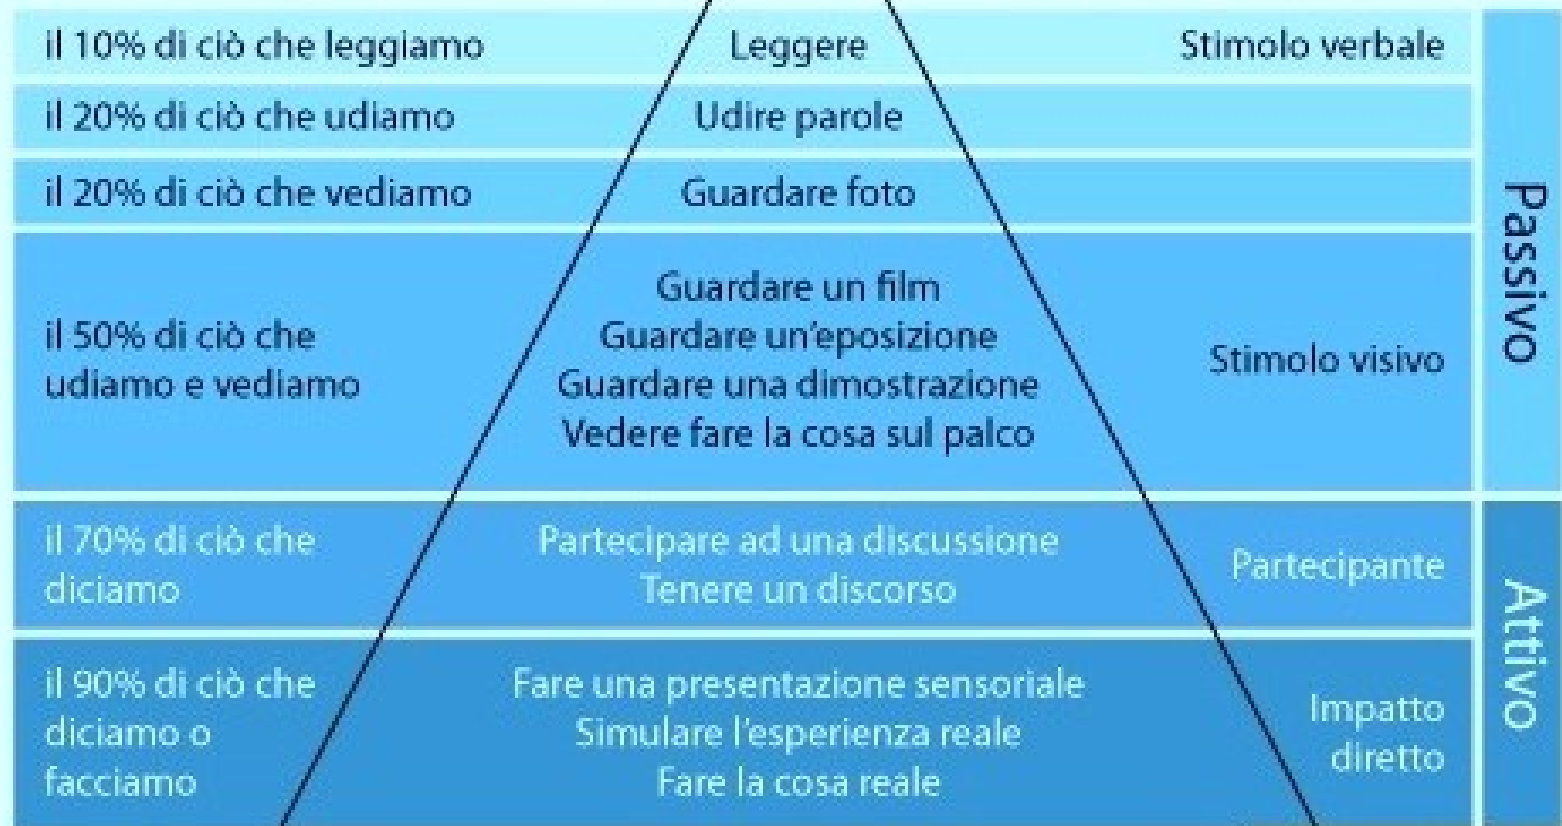 il 10% di ciò che leggiamo
Leggere
Stimolo verbale
il 20% di ciò che udiamo
Udire parole
il 20% di ciò che vediamo
Guardare foto
il 50% di ciò che
udiamo e vediamo
Guardare un film
Guardare un'eposizione
Guardare una dimostrazione
Vedere fare la cosa sul palco
Stimolo visivo
Passivo
il 70% di ciò che
diciamo
Partecipare ad una discussione
Tenere un discorso
Partecipante
il 90% di ciò che
diciamo o
facciamo
Fare una presentazione sensoriale
Simulare l'esperienza reale
Fare la cosa reale
Impatto
diretto
Attivo